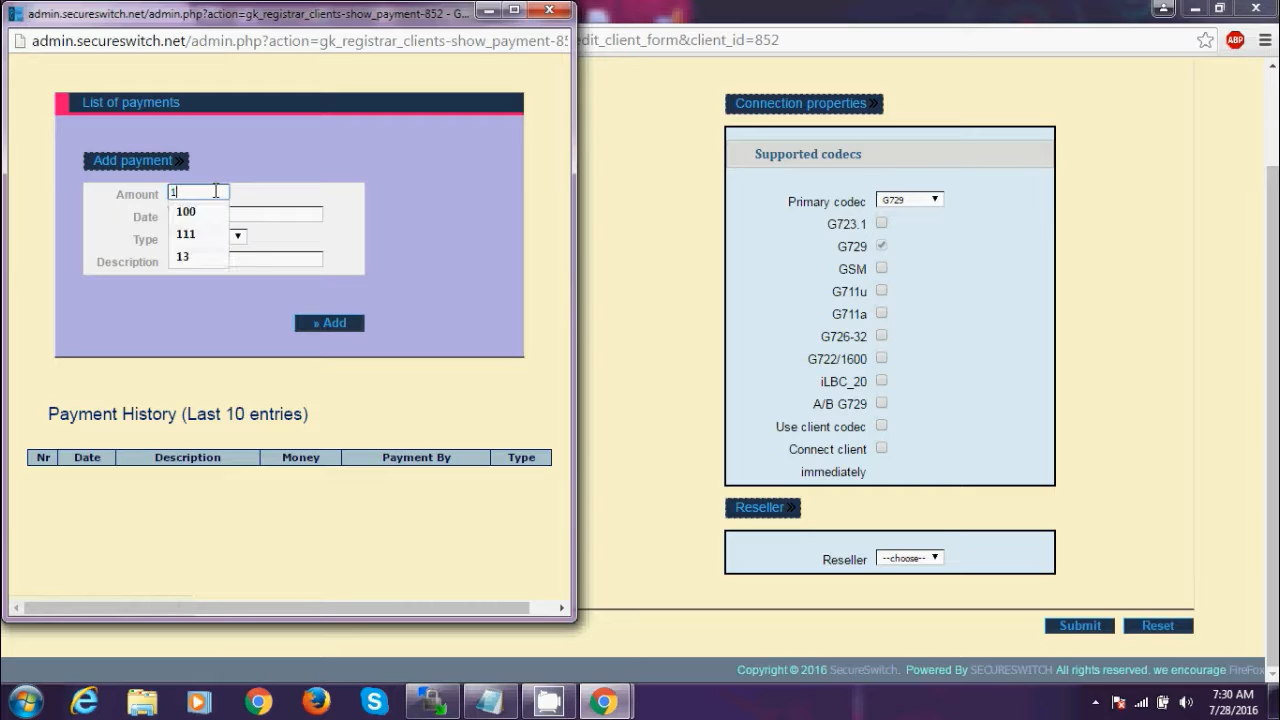 admin.secureswitch.net/admin.php?action=gk_registrar_clients-show_payment-852 - G...
admin.secureswitch.net/admin.php?action=gk_registrar_clients-show_payment-85
edit_client_form&client_id=852
ABP
List of payments
Add payment »
Amount 1
100
111
13
Date
Type
Description
» Add
Payment History (Last 10 entries)
Nr Date Description Money Payment By Type
Connection properties »
Supported codecs
Primary codec G729
G723.1
G729
GSM
G711u
G711a
G726-32
G722/1600
iLBC_20
A/B G729
Use client codec
Connect client
immediately
Reseller »
Reseller --choose--
Submit Reset
Copyright © 2016 SecureSwitch. Powered By SECURESWITCH All rights reserved. we encourage FireFox
7:30 AM
7/28/2016